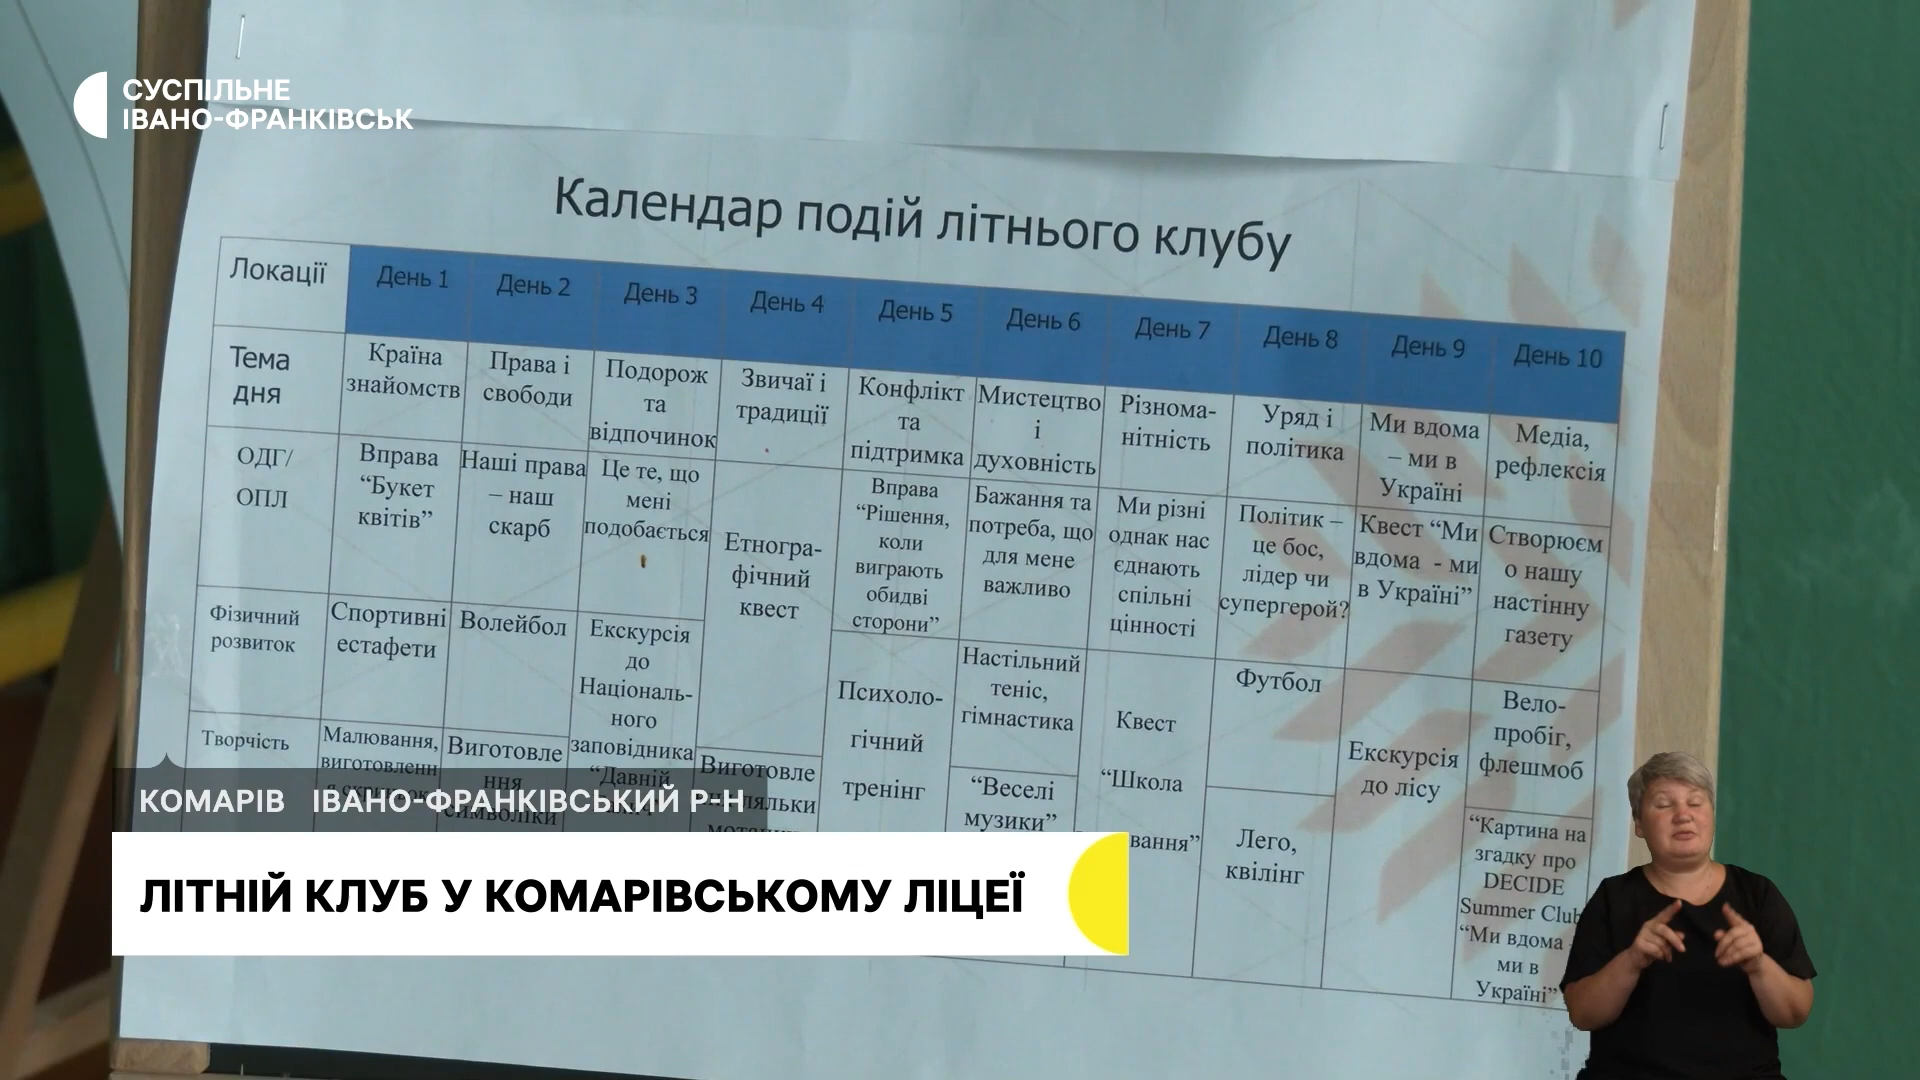 СУСПІЛЬНЕ
ІВАНО-ФРАНКІВСЬК
Календар подій літнього клубу
Локації
День 1
День 2
День 3
День 4
День 5
День 6
День 7
День 8
День 9
День 10
Тема
дня
Країна
знайомств
Права і
свободи
Подорож
та
відпочинок
Звичаї і
традиції
Конфлікт
та
підтримка
Мистецтво
і
духовність
Різнома-
нітність
Уряд і
політика
Ми вдома
– ми в
Україні
Медіа,
рефлексія
ОДГ/
ОПЛ
Вправа
“Букет
квітів”
Наші права
– наш
скарб
Це те, що
мені
подобається
Етногра-
фічний
квест
Вправа
“Рішення,
коли
виграють
обидві
сторони”
Бажання та
потреба, що
для мене
важливо
Ми різні
однак нас
єднають
спільні
цінності
Політик –
це бос,
лідер чи
супергерой?
Квест “Ми
вдома - ми
в Україні”
Створюєм
о нашу
настінну
газету
Фізичний
розвиток
Спортивні
естафети
Волейбол
Екскурсія
до
Національ-
ного
заповідника
“Давній
Психоло-
гічний
тренінг
Настільний
теніс,
гімнастика
Квест
“Школа
вання”
Футбол
Екскурсія
до лісу
Вело-
пробіг,
флешмоб
Творчість
Малювання,
виготовленн
Виготовле
ння
символіки
Виготовле
ляльки
“Веселі
музики”
Лего,
квілінг
“Картина на
згадку про
DECIDE
Summer Club
“Ми вдома -
ми в
Україні”
КОМАРІВ ІВАНО-ФРАНКІВСЬКИЙ Р-Н
ЛІТНІЙ КЛУБ У КОМАРІВСЬКОМУ ЛІЦЕЇ